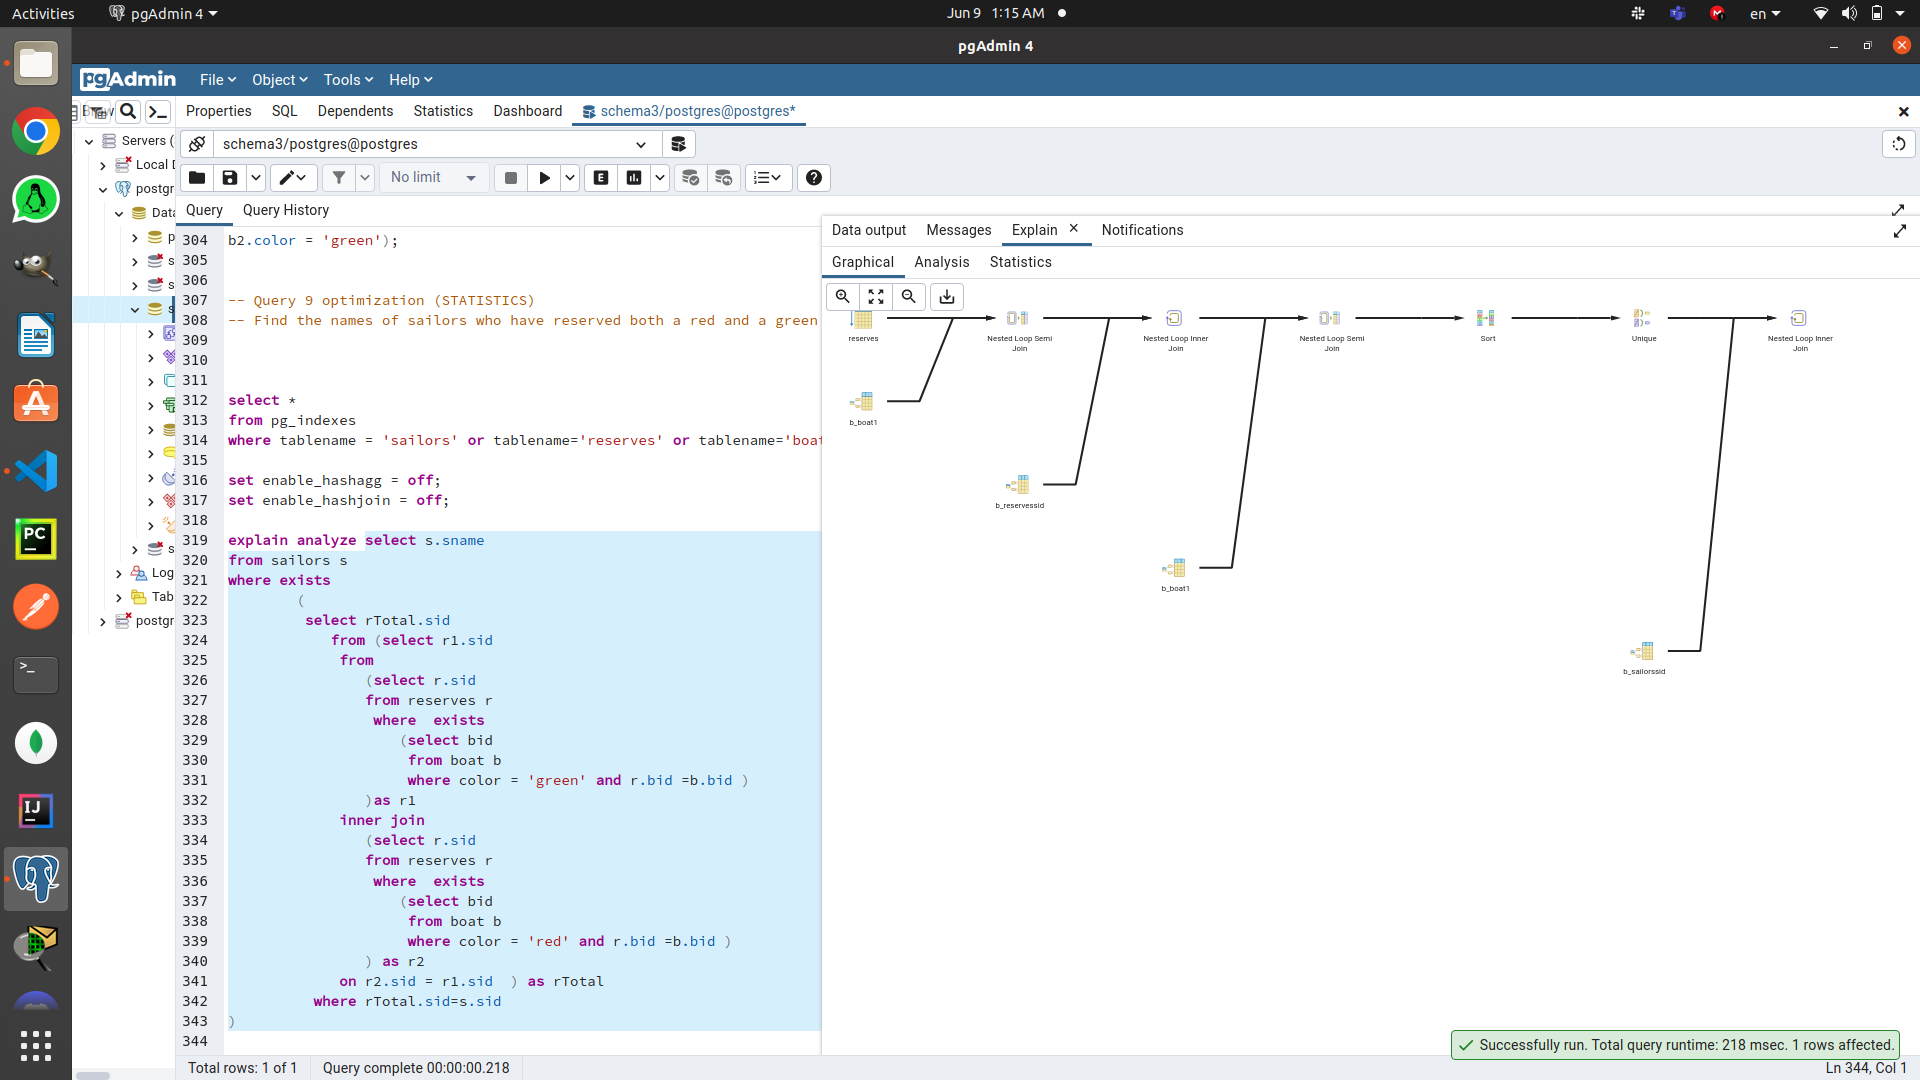 Activities
pgAdmin 4
Jun 9 1:15 AM
en
pgAdmin 4
pgAdmin
File
Object
Tools
Help
Properties
SQL
Dependents
Statistics
Dashboard
schema3/postgres@postgres*
schema3/postgres@postgres
No limit
E
Servers (
Local D
postgr
Data
p
s
s
s
s
Log
Tab
postgr
Query
Query History
304 b2.color = 'green');
305
306
307 -- Query 9 optimization (STATISTICS)
308 -- Find the names of sailors who have reserved both a red and a green
309
310
311
312 select *
313 from pg_indexes
314 where tablename = 'sailors' or tablename='reserves' or tablename='boat
315
316 set enable_hashagg = off;
317 set enable_hashjoin = off;
318
319 explain analyze select s.sname
320 from sailors s
321 where exists
322 (
323 select rTotal.sid
324 from (select r1.sid
325 from
326 (select r.sid
327 from reserves r
328 where exists
329 (select bid
330 from boat b
331 where color = 'green' and r.bid =b.bid )
332 )as r1
333 inner join
334 (select r.sid
335 from reserves r
336 where exists
337 (select bid
338 from boat b
339 where color = 'red' and r.bid =b.bid )
340 ) as r2
341 on r2.sid = r1.sid ) as rTotal
342 where rTotal.sid=s.sid
343 )
344
Data output
Messages
Explain
Notifications
Graphical
Analysis
Statistics
reserves
Nested Loop Semi
Join
Nested Loop Inner
Join
Nested Loop Semi
Join
Sort
Unique
Nested Loop Inner
Join
b_boat1
b_reservessid
b_boat1
b_sailorssid
Successfully run. Total query runtime: 218 msec. 1 rows affected.
Total rows: 1 of 1
Query complete 00:00:00.218
Ln 344, Col 1
PC
IJ